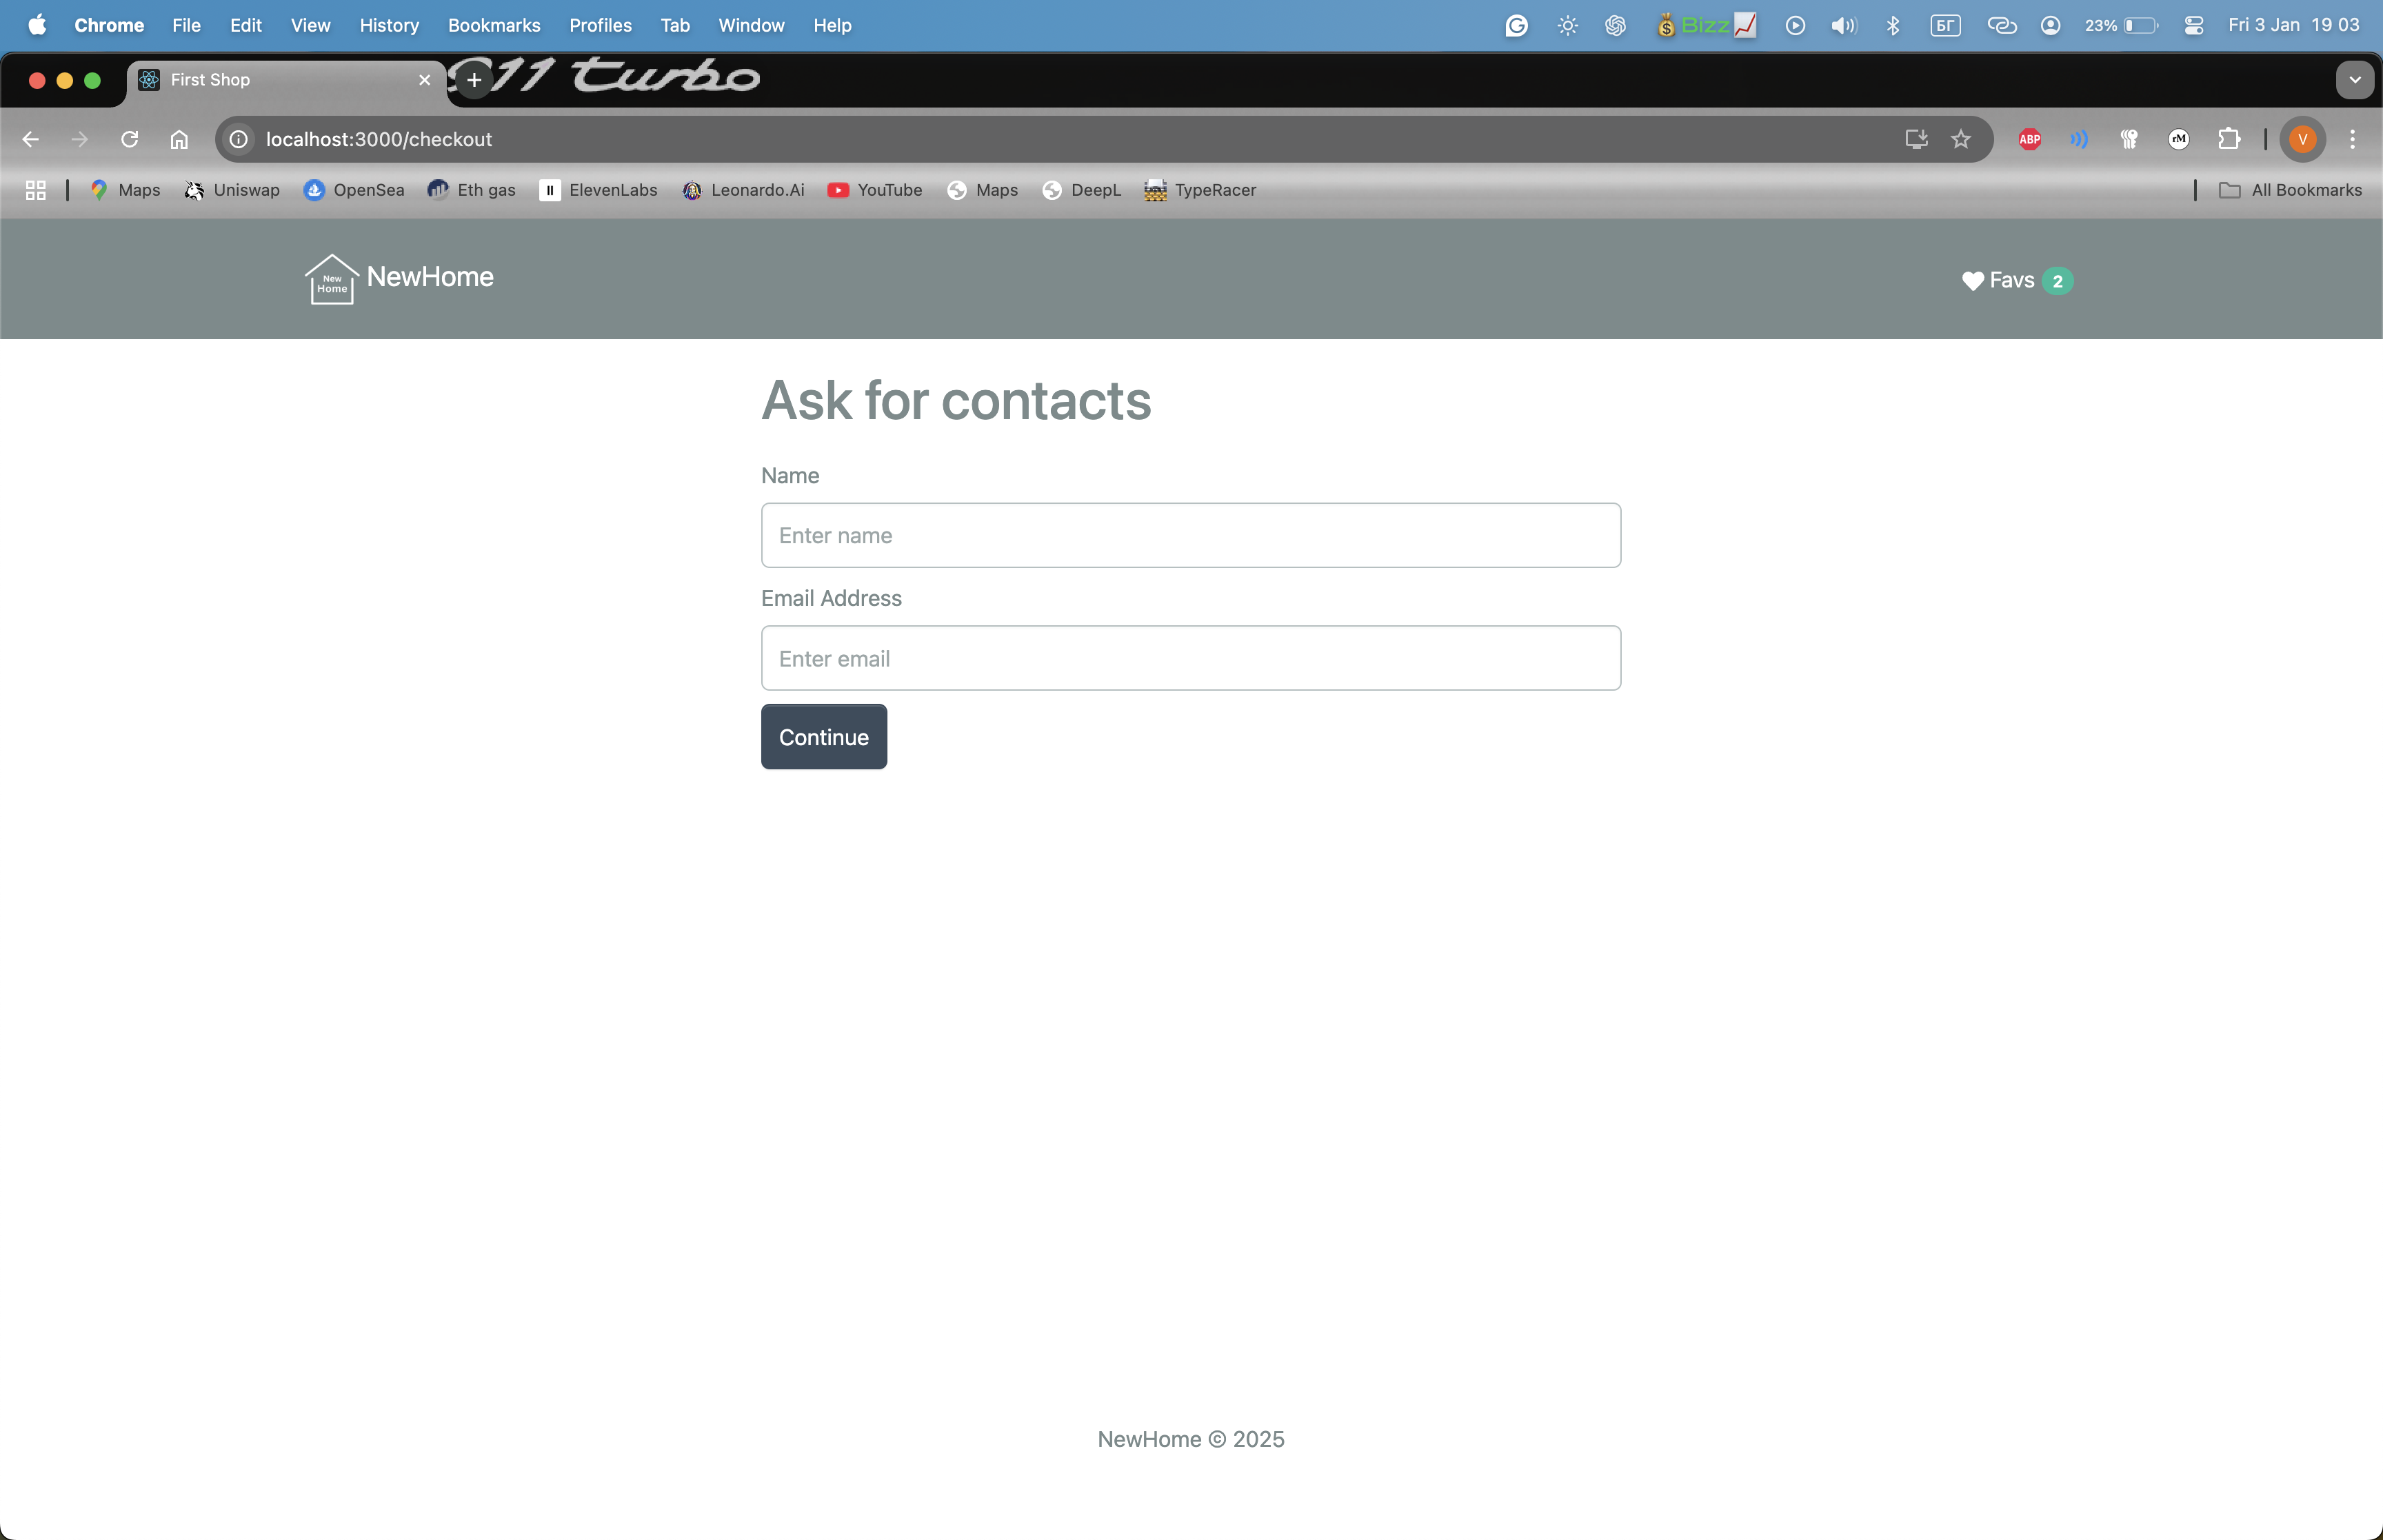 Chrome File Edit View History Bookmarks Profiles Tab Window Help Bizz БГ 23% Fri 3 Jan 19 03
First Shop turbo
localhost:3000/checkout ABP rM V
Maps Uniswap OpenSea Eth gas ElevenLabs Leonardo.Ai YouTube Maps DeepL TypeRacer All Bookmarks
New
Home
NewHome Favs 2
Ask for contacts
Name
Enter name
Email Address
Enter email
Continue
NewHome © 2025